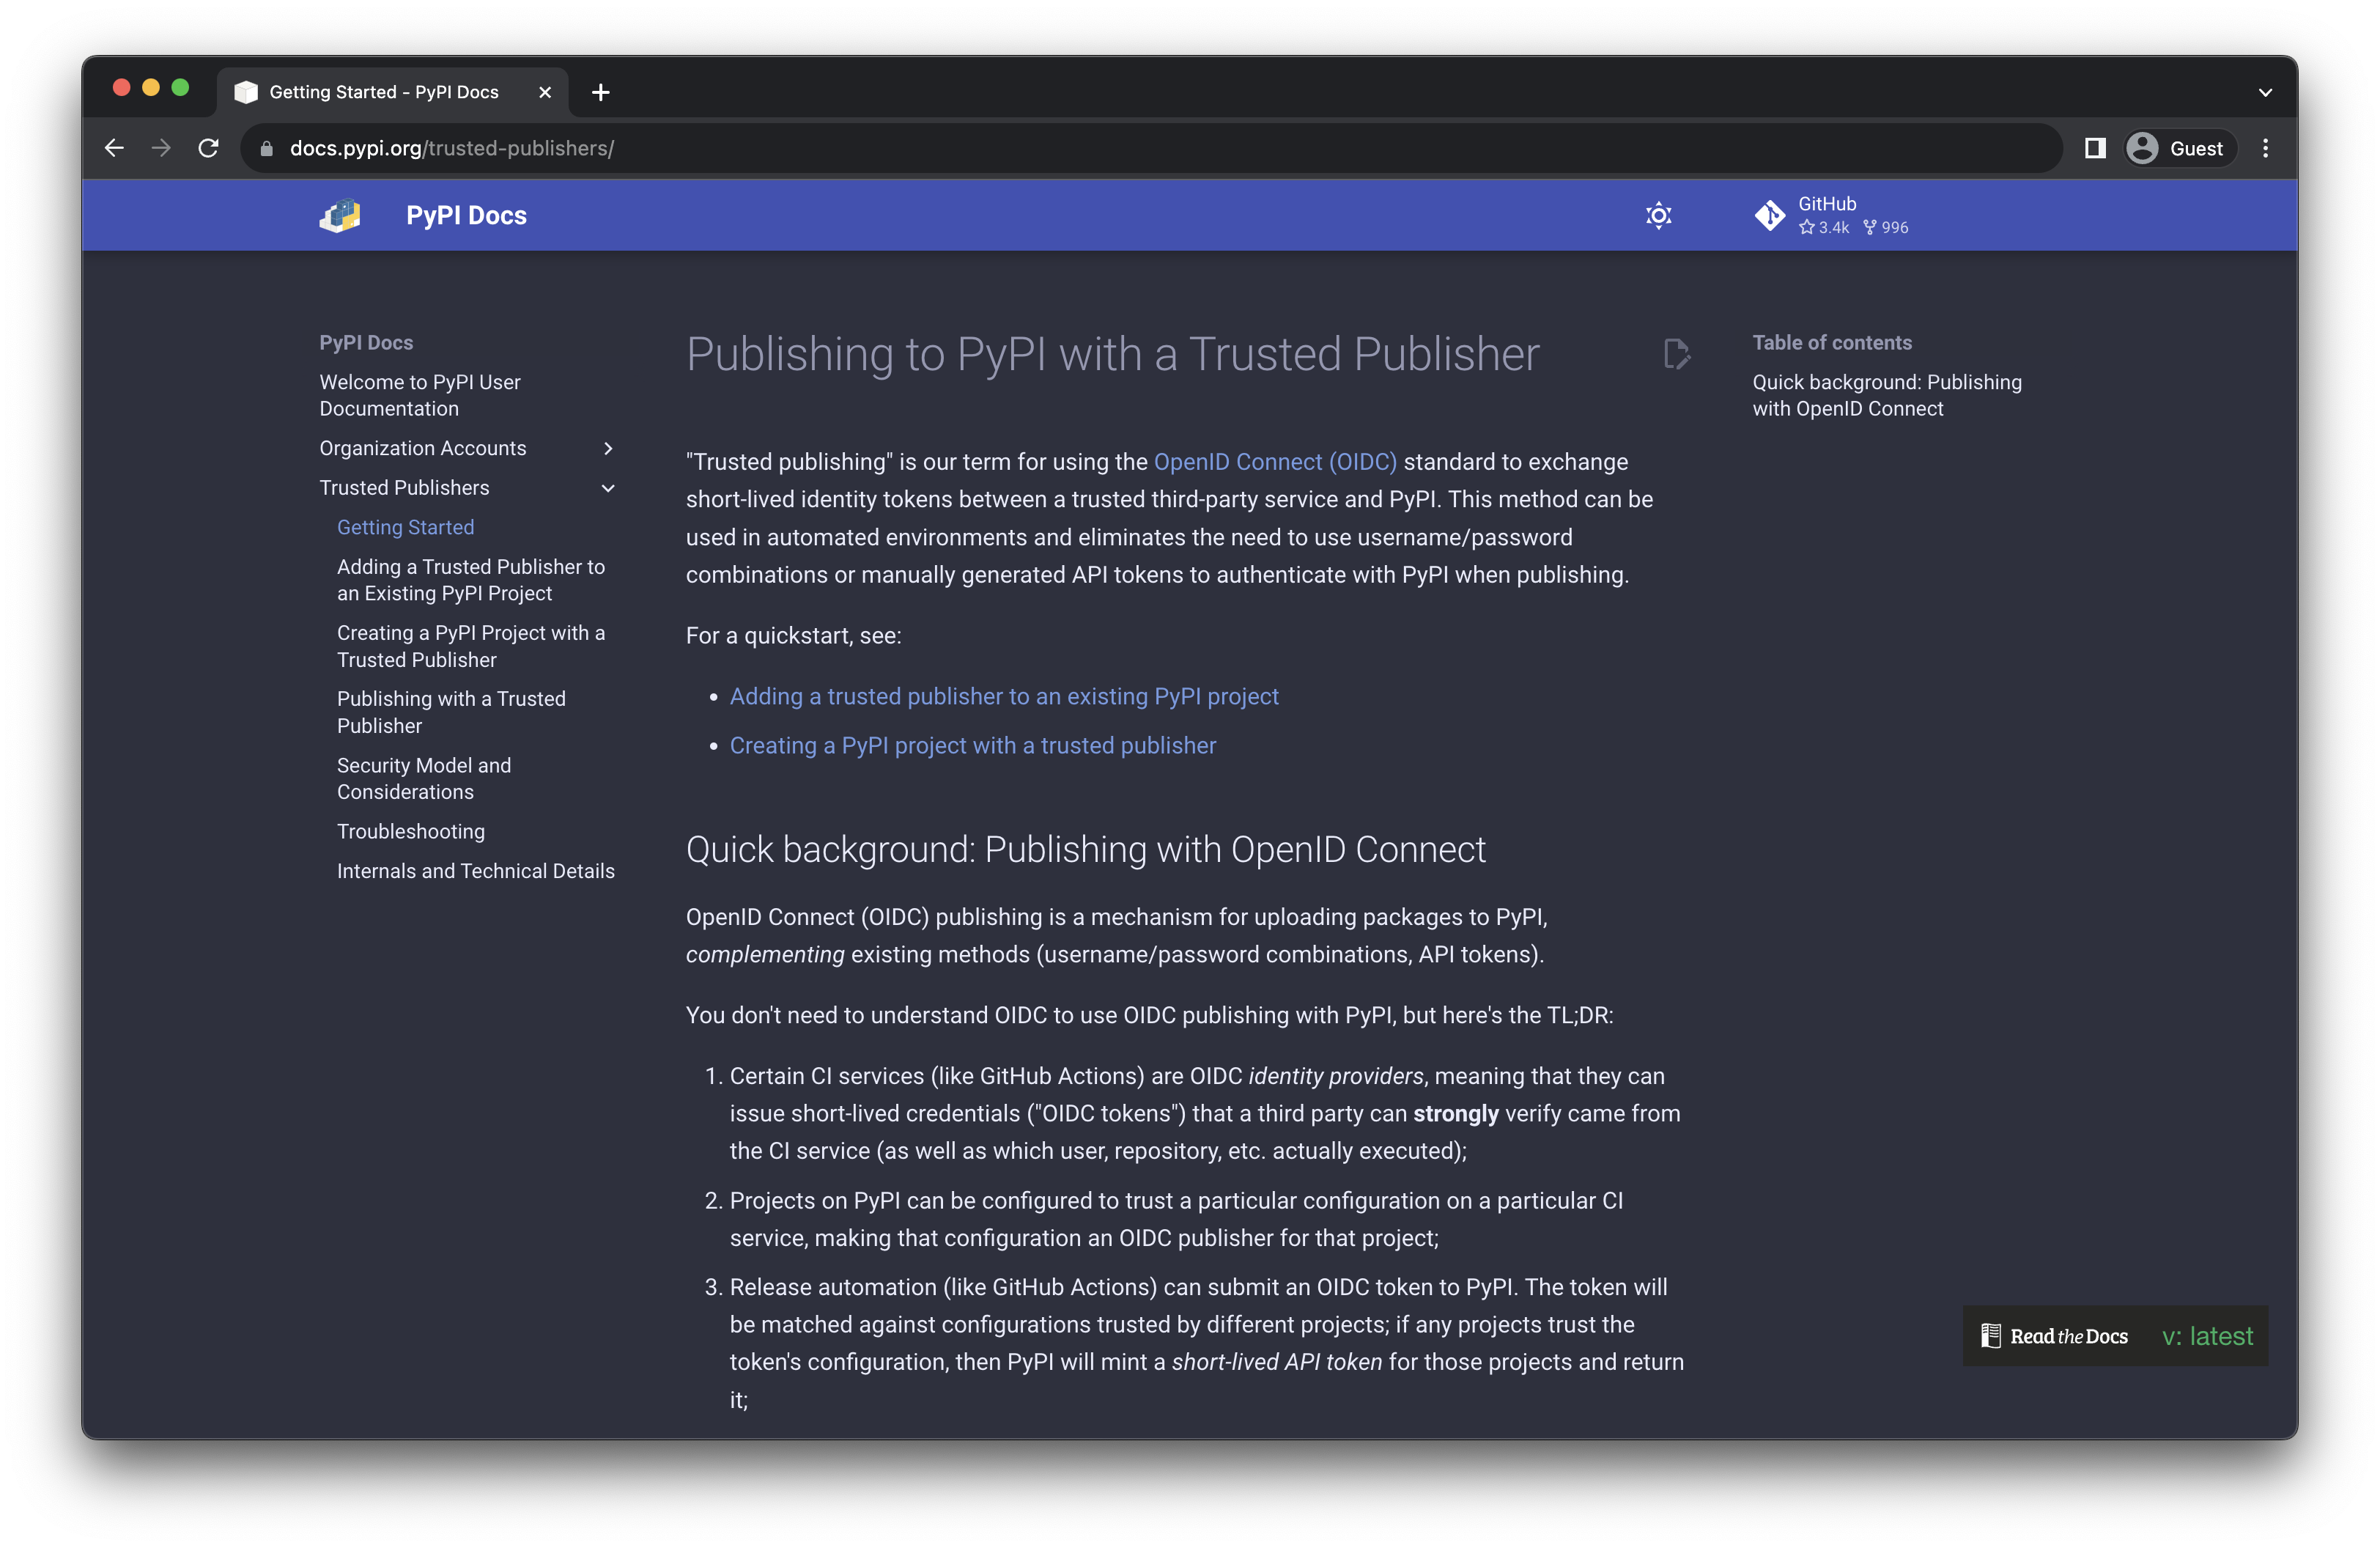 Getting Started - PyPI Docs
docs.pypi.org/trusted-publishers/
Guest
PyPI Docs
GitHub
3.4k 996
PyPI Docs
Welcome to PyPI User
Documentation
Organization Accounts
Trusted Publishers
Getting Started
Adding a Trusted Publisher to
an Existing PyPI Project
Creating a PyPI Project with a
Trusted Publisher
Publishing with a Trusted
Publisher
Security Model and
Considerations
Troubleshooting
Internals and Technical Details
Publishing to PyPI with a Trusted Publisher
"Trusted publishing" is our term for using the OpenID Connect (OIDC) standard to exchange
short-lived identity tokens between a trusted third-party service and PyPI. This method can be
used in automated environments and eliminates the need to use username/password
combinations or manually generated API tokens to authenticate with PyPI when publishing.
For a quickstart, see:
• Adding a trusted publisher to an existing PyPI project
• Creating a PyPI project with a trusted publisher
Quick background: Publishing with OpenID Connect
OpenID Connect (OIDC) publishing is a mechanism for uploading packages to PyPI,
complementing existing methods (username/password combinations, API tokens).
You don't need to understand OIDC to use OIDC publishing with PyPI, but here's the TL;DR:
1. Certain CI services (like GitHub Actions) are OIDC identity providers, meaning that they can
issue short-lived credentials ("OIDC tokens") that a third party can strongly verify came from
the CI service (as well as which user, repository, etc. actually executed);
2. Projects on PyPI can be configured to trust a particular configuration on a particular CI
service, making that configuration an OIDC publisher for that project;
3. Release automation (like GitHub Actions) can submit an OIDC token to PyPI. The token will
be matched against configurations trusted by different projects; if any projects trust the
token's configuration, then PyPI will mint a short-lived API token for those projects and return
it;
Table of contents
Quick background: Publishing
with OpenID Connect
Read the Docs v: latest